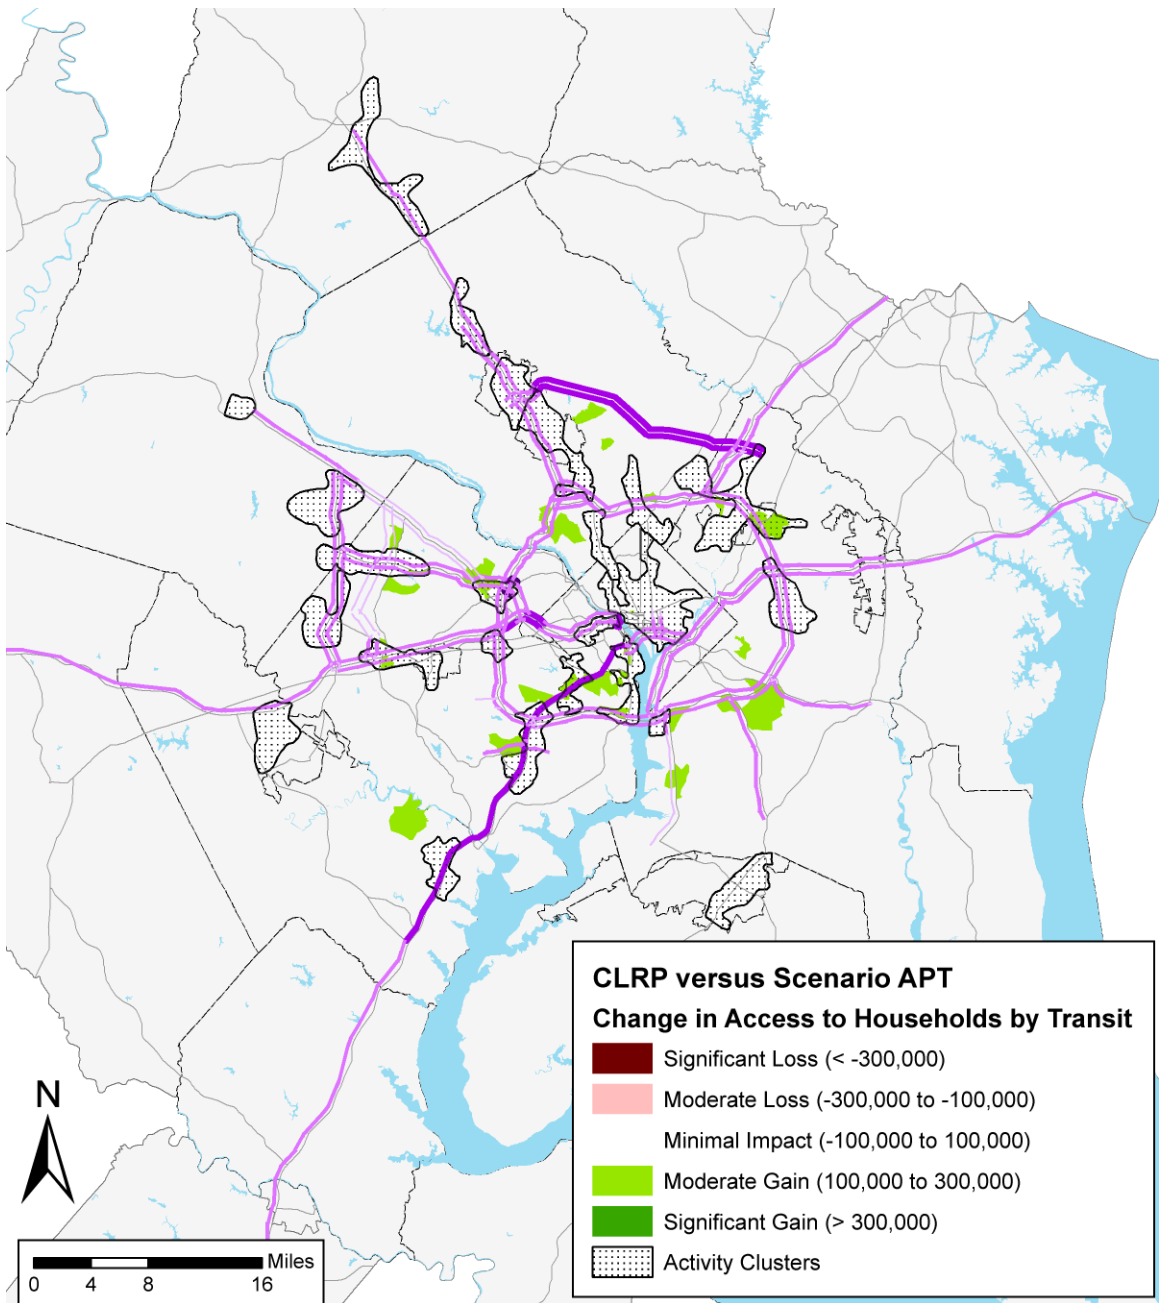 CLRP versus Scenario APT
Change in Access to Households by Transit
Significant Loss (< -300,000)
Moderate Loss (-300,000 to -100,000)
Minimal Impact (-100,000 to 100,000)
Moderate Gain (100,000 to 300,000)
Significant Gain (> 300,000)
Activity Clusters
N
Miles
0 4 8 16